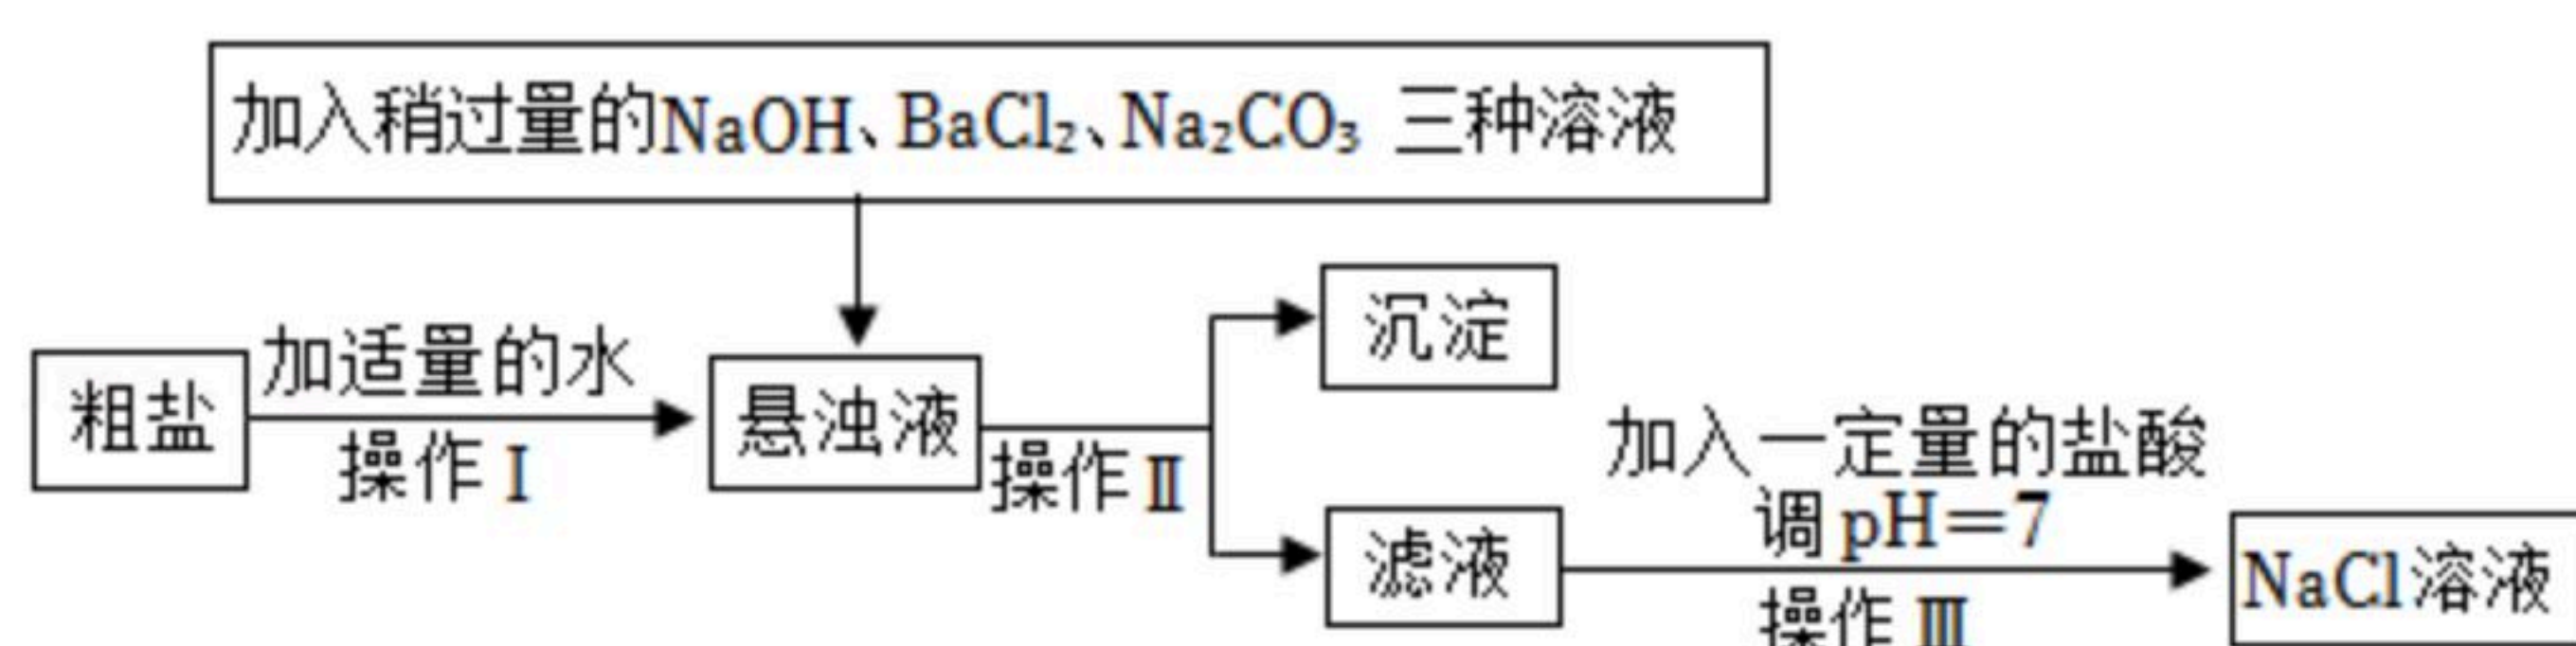 加入稍过量的NaOH、BaCl₂、Na₂CO₃ 三种溶液
粗盐
加适量的水
操作 Ⅰ
悬浊液
操作 Ⅱ
沉淀
滤液
加入一定量的盐酸
调 pH=7
操作 Ⅲ
NaCl溶液